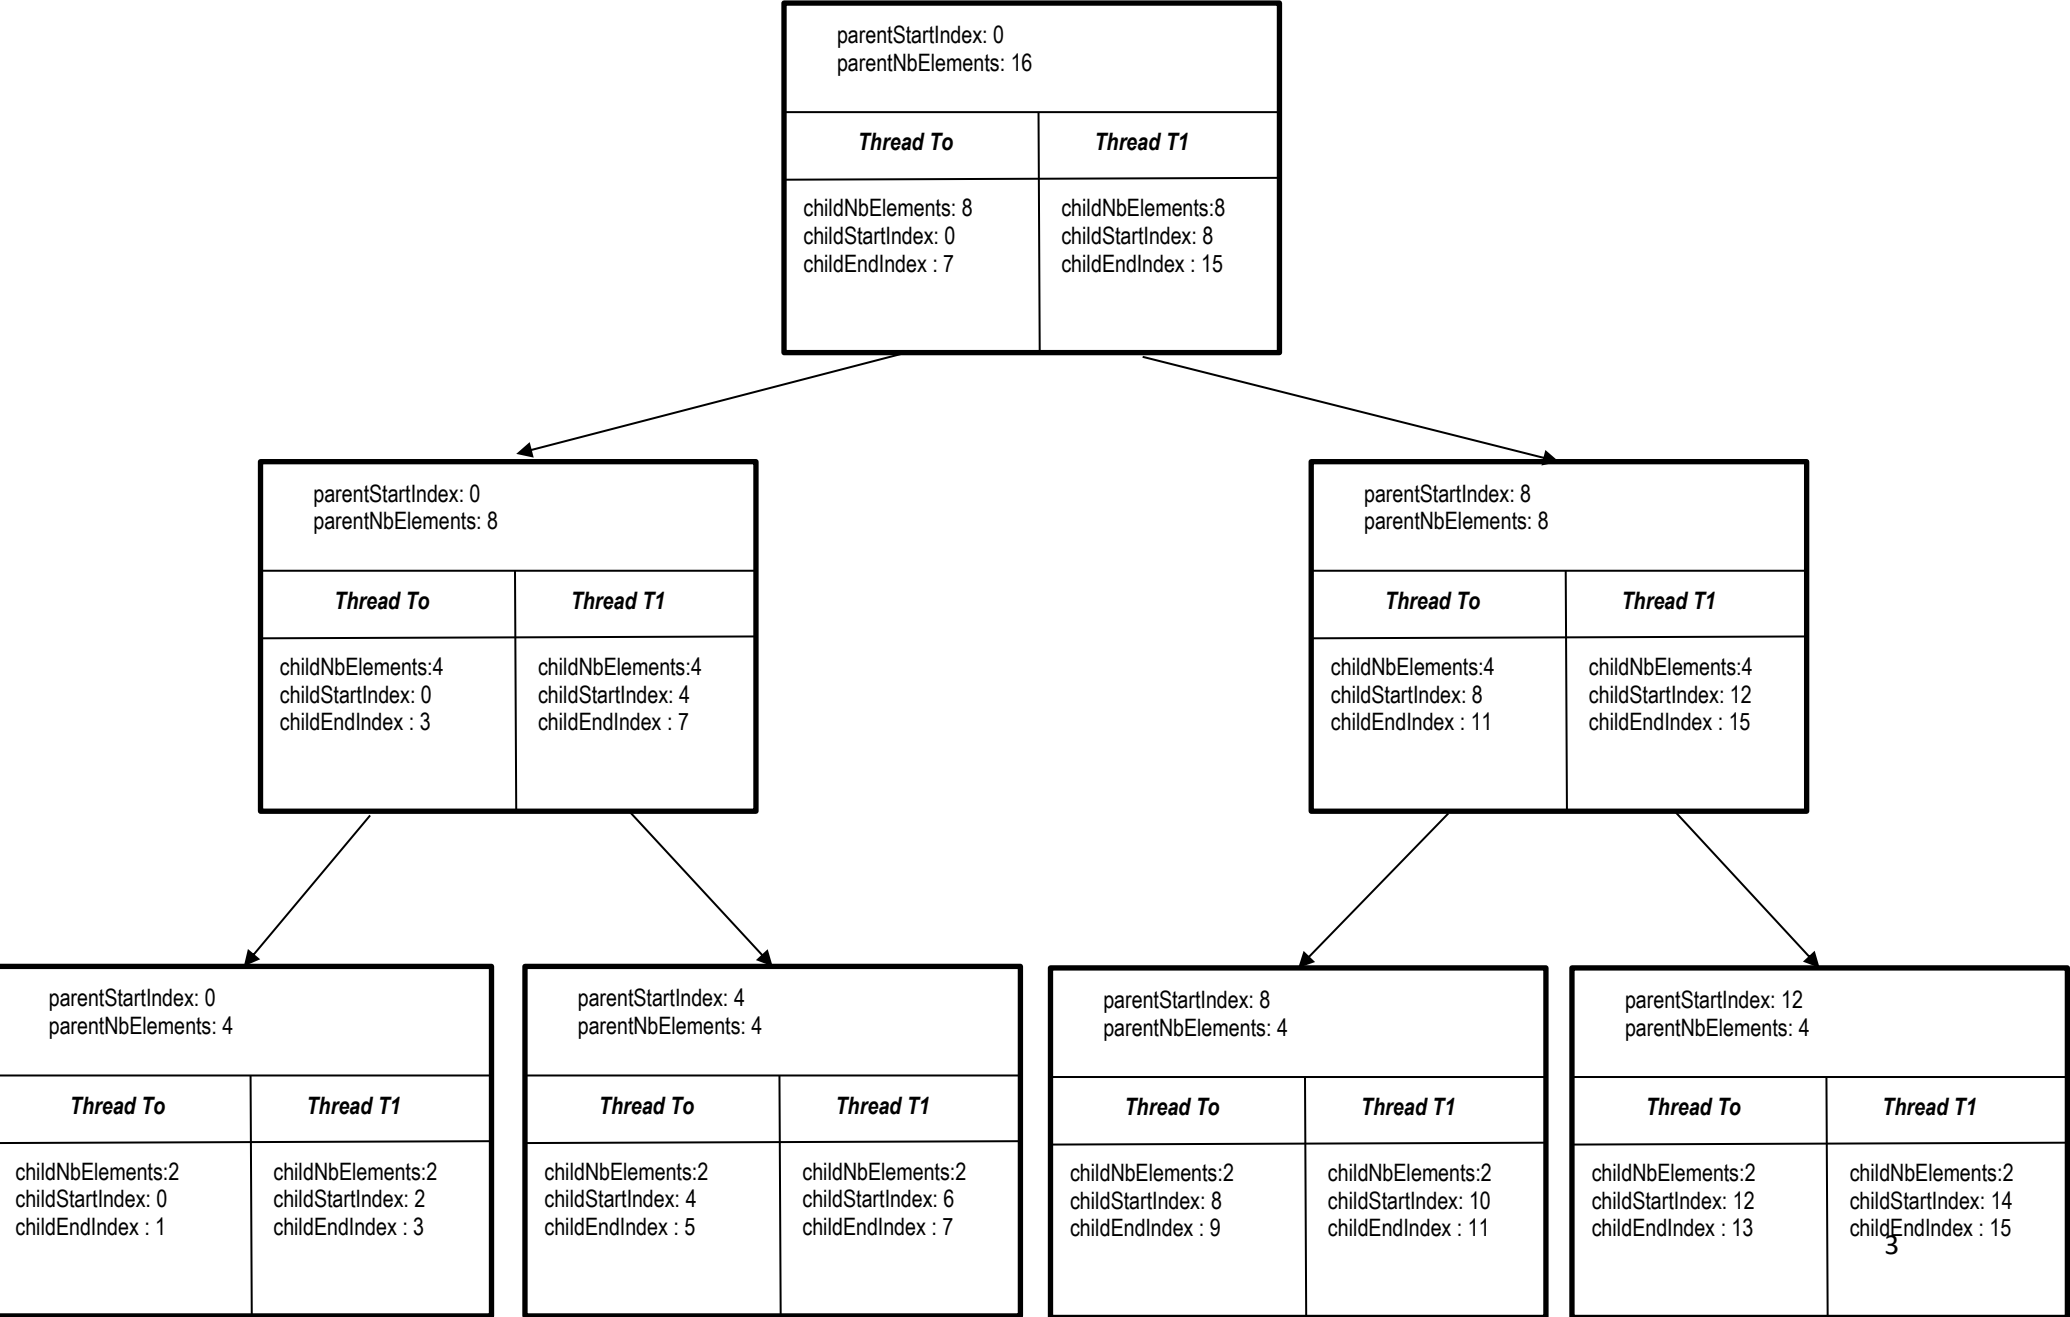 parentStartIndex: 0
parentNbElements: 16
Thread To
Thread T1
childNbElements: 8
childStartIndex: 0
childEndIndex : 7
childNbElements:8
childStartIndex: 8
childEndIndex : 15
parentStartIndex: 0
parentNbElements: 8
Thread To
Thread T1
childNbElements:4
childStartIndex: 0
childEndIndex : 3
childNbElements:4
childStartIndex: 4
childEndIndex : 7
parentStartIndex: 8
parentNbElements: 8
Thread To
Thread T1
childNbElements:4
childStartIndex: 8
childEndIndex : 11
childNbElements:4
childStartIndex: 12
childEndIndex : 15
parentStartIndex: 0
parentNbElements: 4
Thread To
Thread T1
childNbElements:2
childStartIndex: 0
childEndIndex : 1
childNbElements:2
childStartIndex: 2
childEndIndex : 3
parentStartIndex: 4
parentNbElements: 4
Thread To
Thread T1
childNbElements:2
childStartIndex: 4
childEndIndex : 5
childNbElements:2
childStartIndex: 6
childEndIndex : 7
parentStartIndex: 8
parentNbElements: 4
Thread To
Thread T1
childNbElements:2
childStartIndex: 8
childEndIndex : 9
childNbElements:2
childStartIndex: 10
childEndIndex : 11
parentStartIndex: 12
parentNbElements: 4
Thread To
Thread T1
childNbElements:2
childStartIndex: 12
childEndIndex : 13
childNbElements:2
childStartIndex: 14
childEndIndex : 15
3